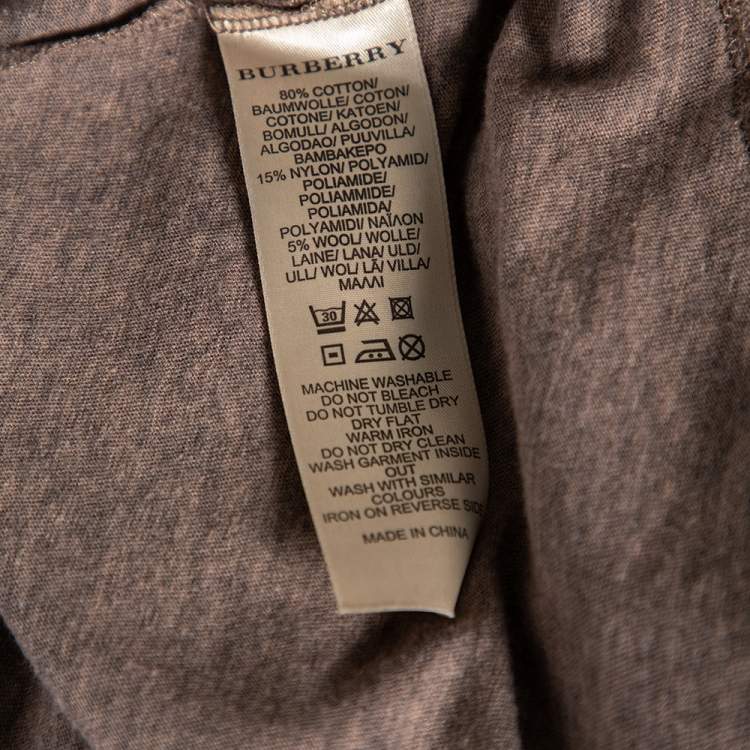 BURBERRY
80% COTTON/
BAUMWOLLE/ COTON/
COTONE/ KATOEN/
BOMULL/ ALGODON/
ALGODAO/ PUUVILLA/
BAMBAKEPO
15% NYLON/ POLYAMID/
POLIAMIDE/
POLIAMMIDE/
POLIAMIDA/
POLYAMIDI/ ΝΑΪΛΟΝ
5% WOOL/ WOLLE/
LAINE/ LANA/ ULD/
ULL/ WOL/ LÃ/ VILLA/
ΜΑΛΛΙ
30
MACHINE WASHABLE
DO NOT BLEACH
DO NOT TUMBLE DRY
DRY FLAT
WARM IRON
DO NOT DRY CLEAN
WASH GARMENT INSIDE
OUT
WASH WITH SIMILAR
COLOURS
IRON ON REVERSE SIDE
MADE IN CHINA